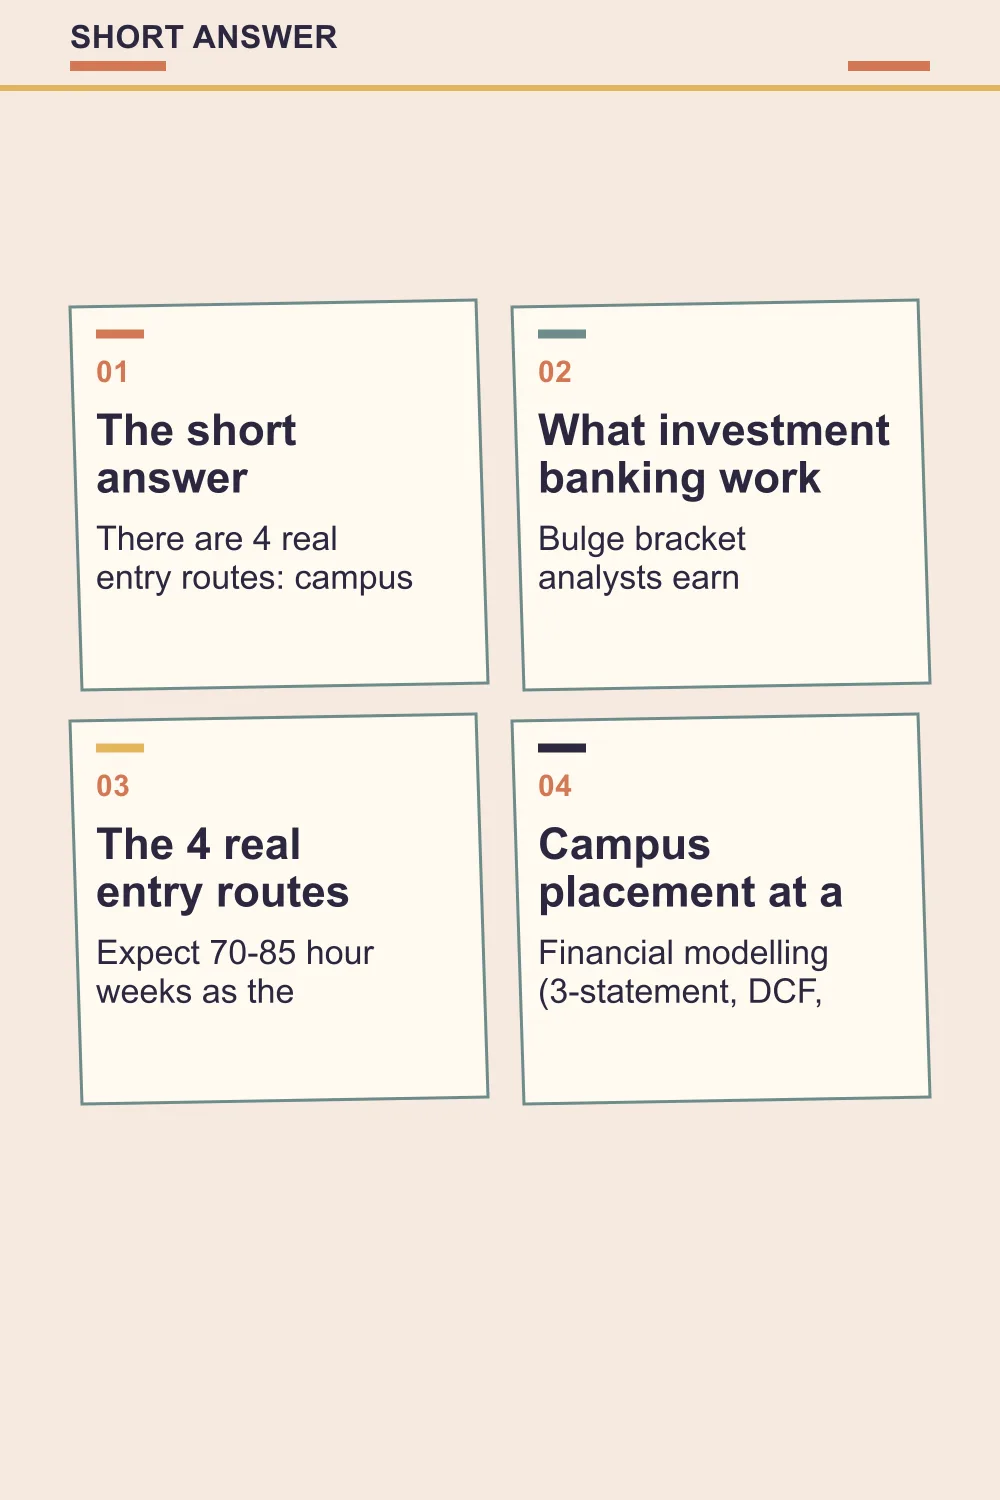 SHORT ANSWER
01
The short
answer
There are 4 real
entry routes: campus
02
What investment
banking work
Bulge bracket
analysts earn
03
The 4 real
entry routes
Expect 70-85 hour
weeks as the
04
Campus
placement at a
Financial modelling
(3-statement, DCF,